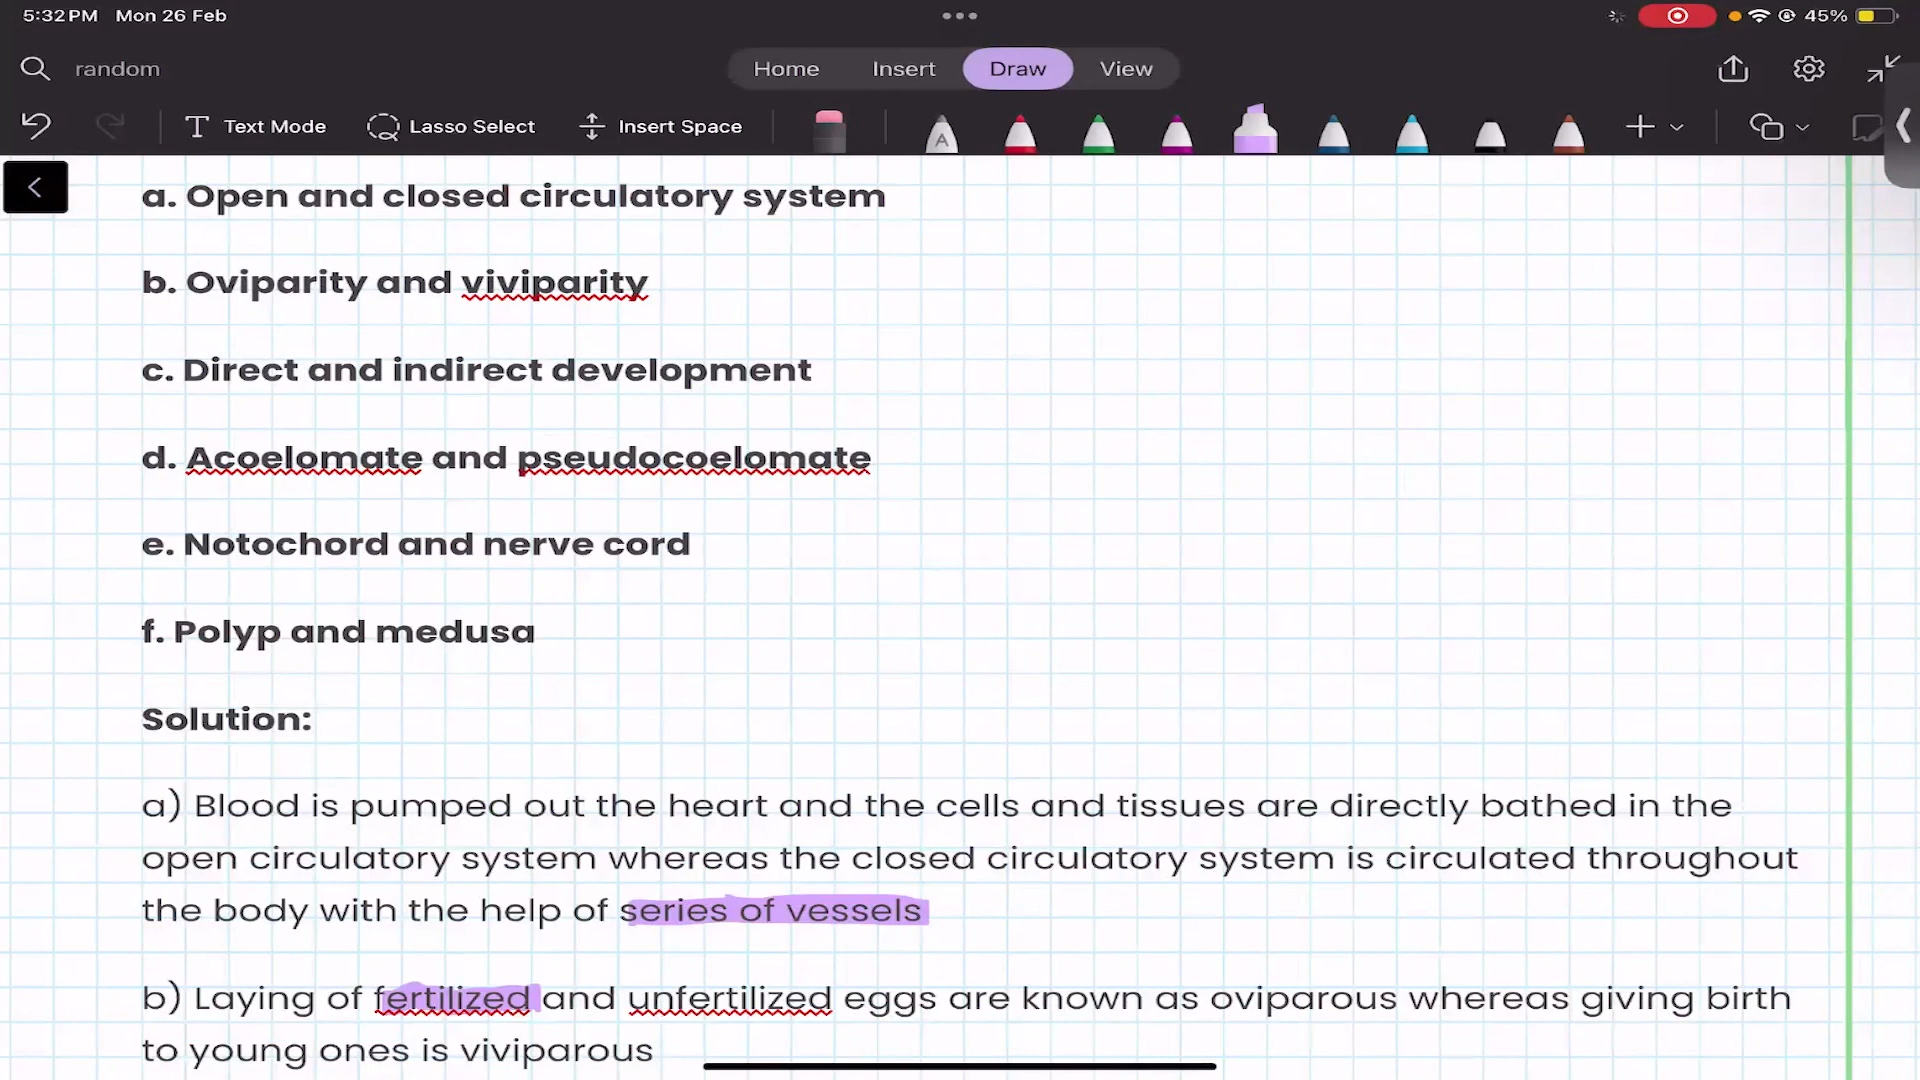 5:32 PM Mon 26 Feb
45%
random
Home Insert Draw View
Text Mode Lasso Select Insert Space
A
a. Open and closed circulatory system
b. Oviparity and viviparity
c. Direct and indirect development
d. Acoelomate and pseudocoelomate
e. Notochord and nerve cord
f. Polyp and medusa
Solution:
a) Blood is pumped out the heart and the cells and tissues are directly bathed in the
open circulatory system whereas the closed circulatory system is circulated throughout
the body with the help of series of vessels
b) Laying of fertilized and unfertilized eggs are known as oviparous whereas giving birth
to young ones is viviparous